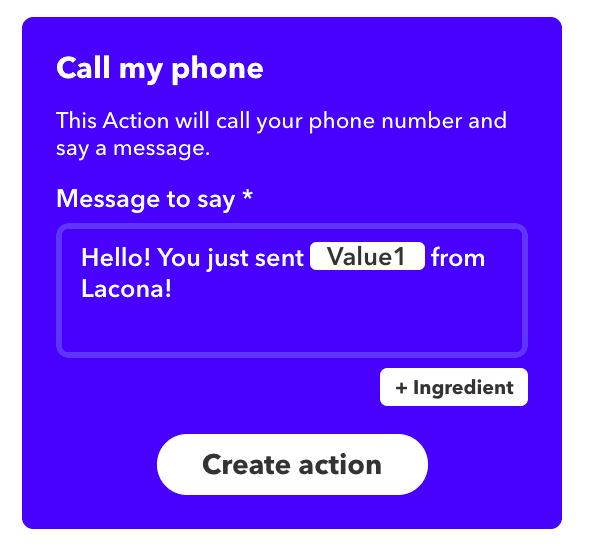 Call my phone
This Action will call your phone number and
say a message.
Message to say *
Hello! You just sent Value1 from
Lacona!
+ Ingredient
Create action